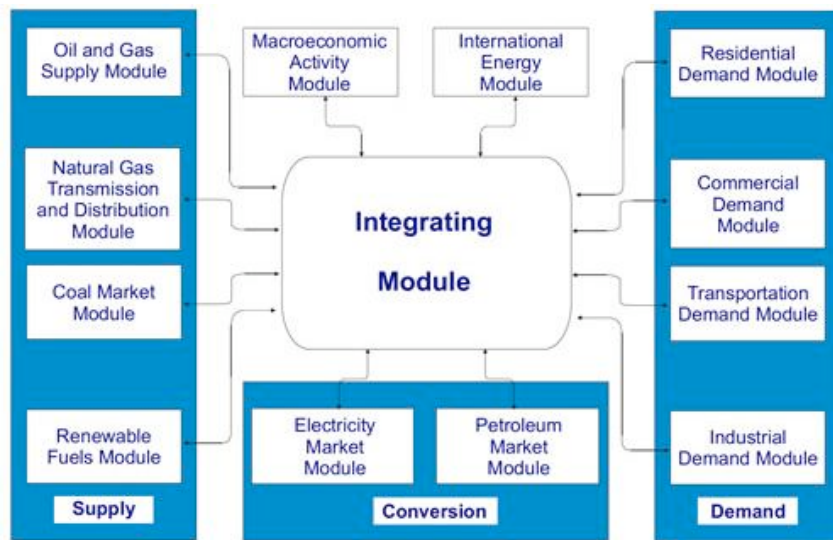 Oil and Gas
Supply Module
Natural Gas
Transmission
and Distribution
Module
Coal Market
Module
Renewable
Fuels Module
Supply
Macroeconomic
Activity
Module
International
Energy
Module
Integrating
Module
Electricity
Market
Module
Petroleum
Market
Module
Conversion
Residential
Demand Module
Commercial
Demand
Module
Transportation
Demand Module
Industrial
Demand Module
Demand